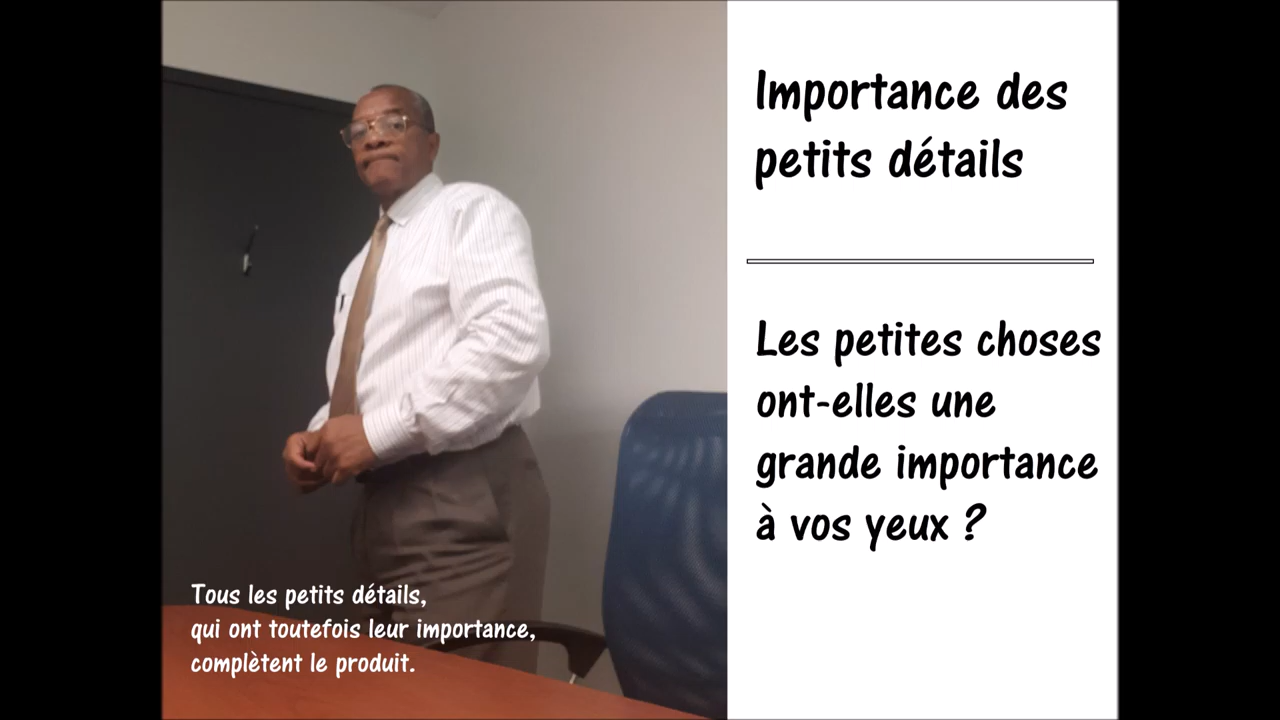 Importance des
petits détails
Les petites choses
ont-elles une
grande importance
à vos yeux ?
Tous les petits détails,
qui ont toutefois leur importance,
complètent le produit.